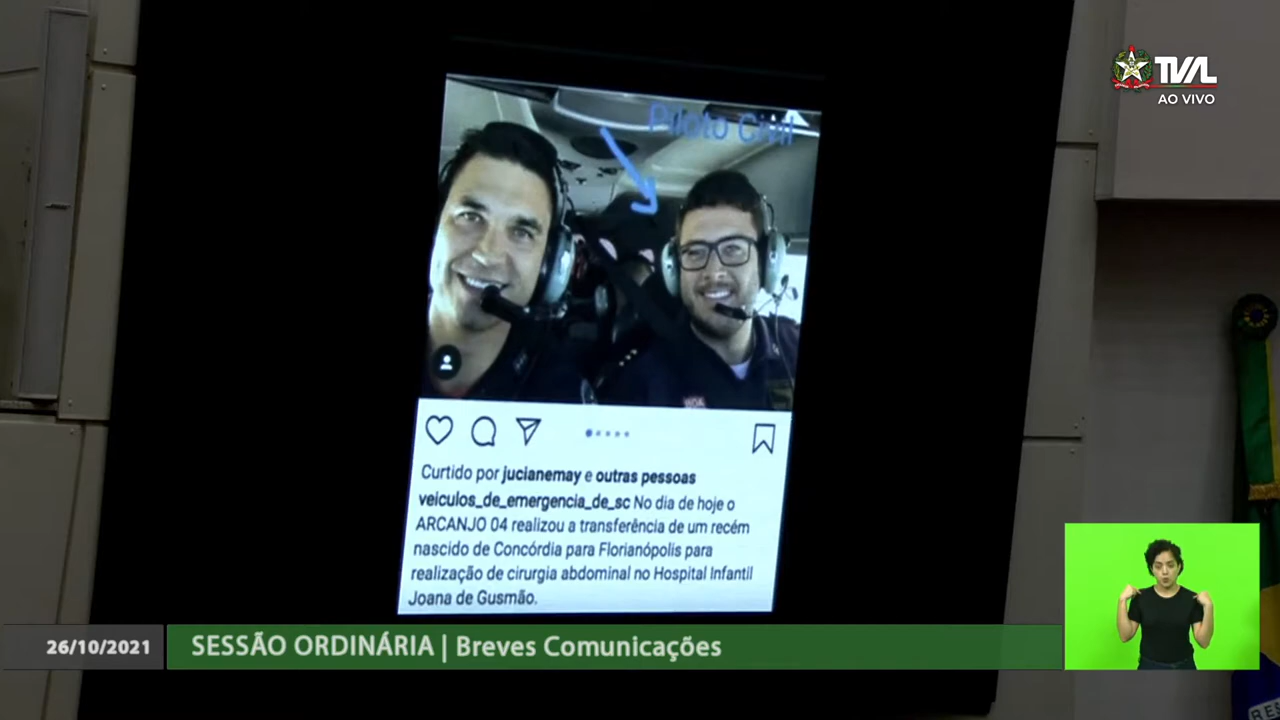 TVAL
AO VIVO
Piloto Civil
Curtido por jucianemay e outras pessoas
veiculos_de_emergencia_de_sc No dia de hoje o
ARCANJO 04 realizou a transferência de um recém
nascido de Concórdia para Florianópolis para
realização de cirurgia abdominal no Hospital Infantil
Joana de Gusmão.
26/10/2021
SESSÃO ORDINÁRIA | Breves Comunicações